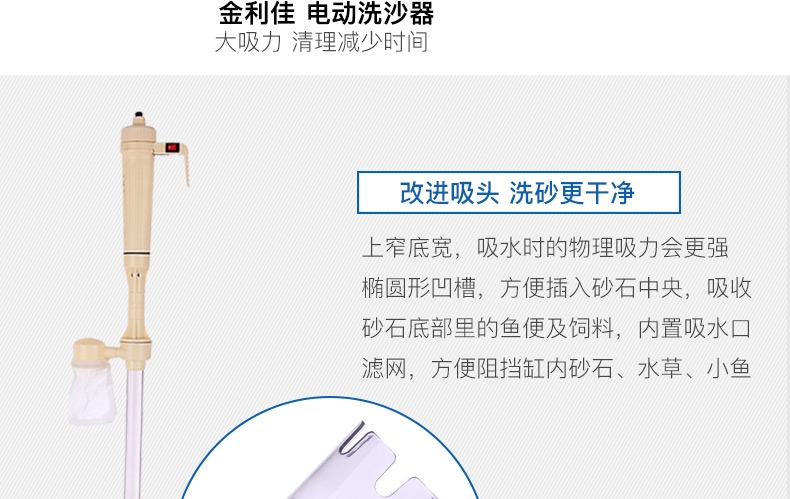 金利佳 电动洗沙器
大吸力 清理减少时间
改进吸头 洗砂更干净
上窄底宽，吸水时的物理吸力会更强
椭圆形凹槽，方便插入砂石中央，吸收
砂石底部里的鱼便及饲料，内置吸水口
滤网，方便阻挡缸内砂石、水草、小鱼